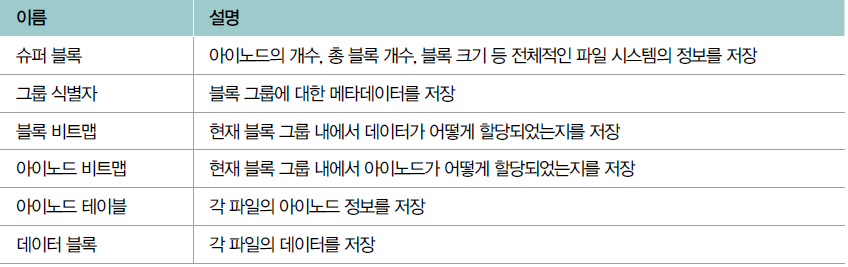 이름 설명
슈퍼 블록 아이노드의 개수, 총 블록 개수, 블록 크기 등 전체적인 파일 시스템의 정보를 저장
그룹 식별자 블록 그룹에 대한 메타데이터를 저장
블록 비트맵 현재 블록 그룹 내에서 데이터가 어떻게 할당되었는지를 저장
아이노드 비트맵 현재 블록 그룹 내에서 아이노드가 어떻게 할당되었는지를 저장
아이노드 테이블 각 파일의 아이노드 정보를 저장
데이터 블록 각 파일의 데이터를 저장